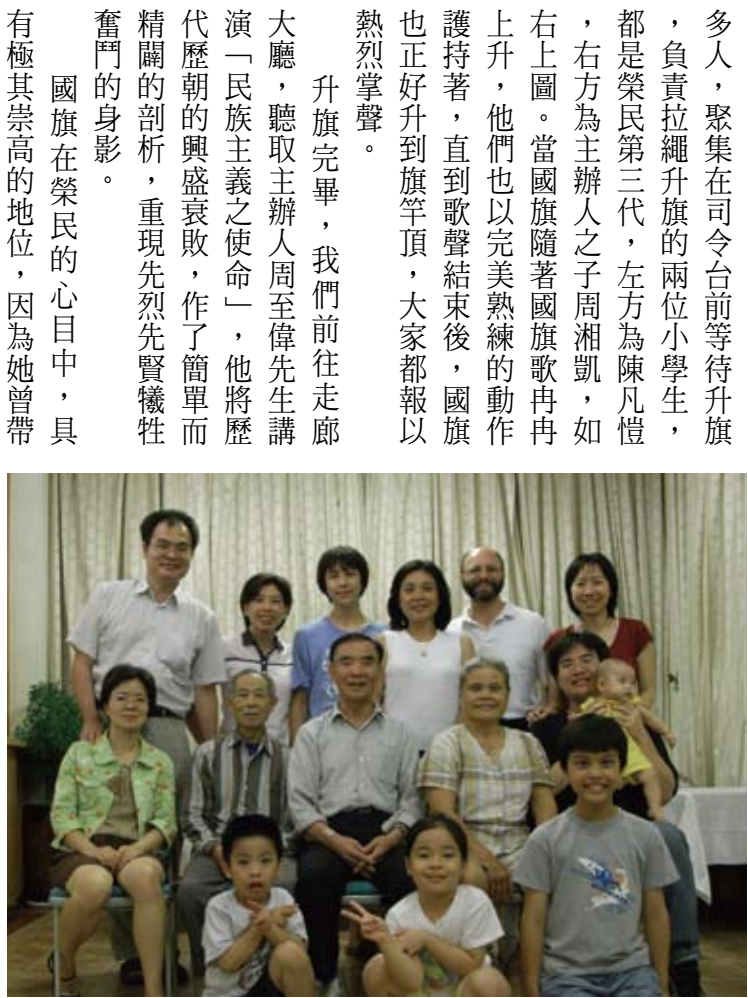 多人，聚集在司令台前等待升旗
，負責拉繩升旗的兩位小學生，
都是榮民第三代，左方為陳凡愷
，右方為主辦人之子周湘凱，如
右上圖。當國旗隨著國旗歌冉冉
上升，他們也以完美熟練的動作
護持著，直到歌聲結束後，國旗
也正好升到旗竿頂，大家都報以
熱烈掌聲。
升旗完畢，我們前往走廊
大廳，聽取主辦人周至偉先生講
演「民族主義之使命」，他將歷
代歷朝的興盛衰敗，作了簡單而
精闢的剖析，重現先烈先賢犧牲
奮鬥的身影。
國旗在榮民的心目中，具
有極其崇高的地位，因為她曾帶